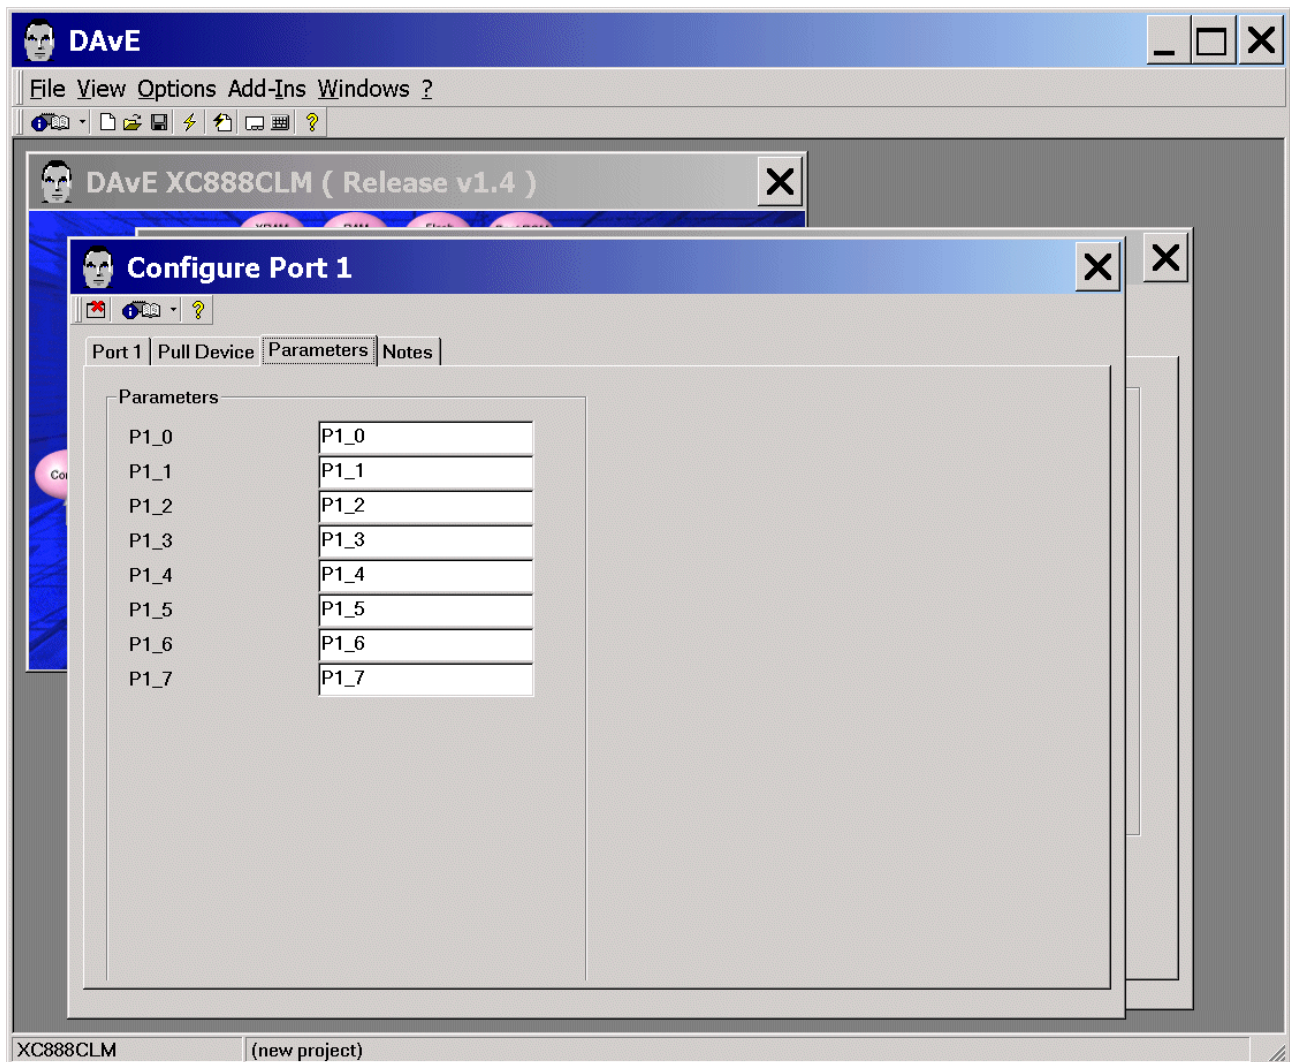 DAvE
File View Options Add-Ins Windows ?
DAvE XC888CLM ( Release v1.4 )
Configure Port 1
Port 1 Pull Device Parameters Notes
Parameters
P1_0 P1_0
P1_1 P1_1
P1_2 P1_2
P1_3 P1_3
P1_4 P1_4
P1_5 P1_5
P1_6 P1_6
P1_7 P1_7
XC888CLM (new project)